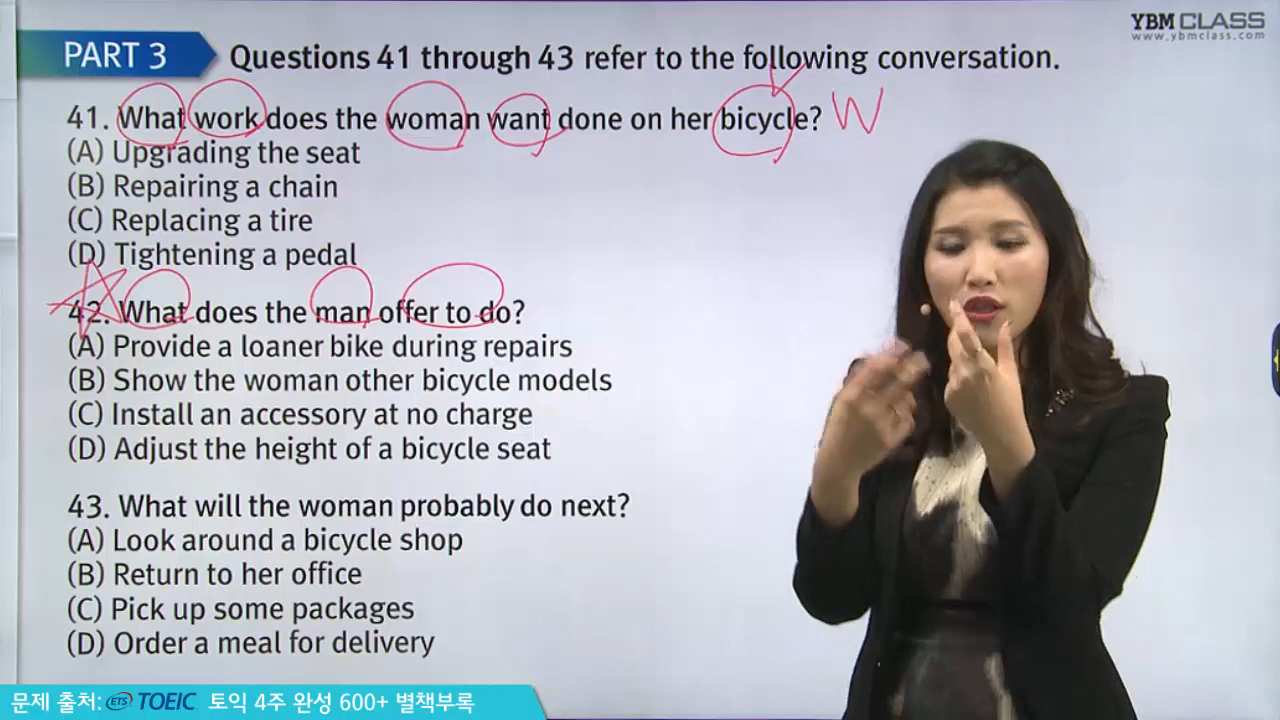 YBM CLASS
www.ybmclass.com
PART 3
Questions 41 through 43 refer to the following conversation.
41. What work does the woman want done on her bicycle? W
(A) Upgrading the seat
(B) Repairing a chain
(C) Replacing a tire
(D) Tightening a pedal
42. What does the man offer to do?
(A) Provide a loaner bike during repairs
(B) Show the woman other bicycle models
(C) Install an accessory at no charge
(D) Adjust the height of a bicycle seat
43. What will the woman probably do next?
(A) Look around a bicycle shop
(B) Return to her office
(C) Pick up some packages
(D) Order a meal for delivery
문제 출처: ETS TOEIC 토익 4주 완성 600+ 별책부록